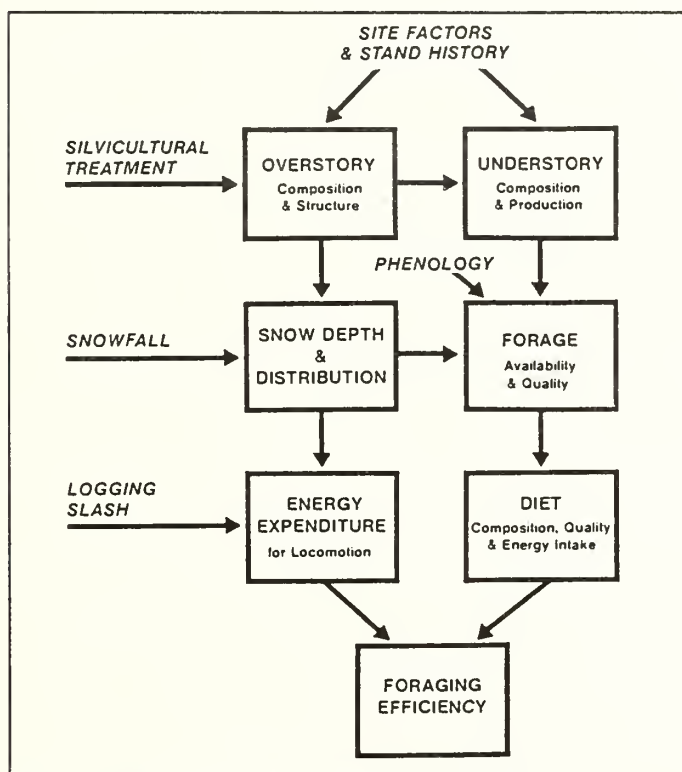 SITE FACTORS
& STAND HISTORY
SILVICULTURAL
TREATMENT
OVERSTORY
Composition
& Structure
UNDERSTORY
Composition
& Production
PHENOLOGY
SNOWFALL
SNOW DEPTH
&
DISTRIBUTION
FORAGE
Availability
& Quality
LOGGING
SLASH
ENERGY
EXPENDITURE
for Locomotion
DIET
Composition, Quality
& Energy Intake
FORAGING
EFFICIENCY